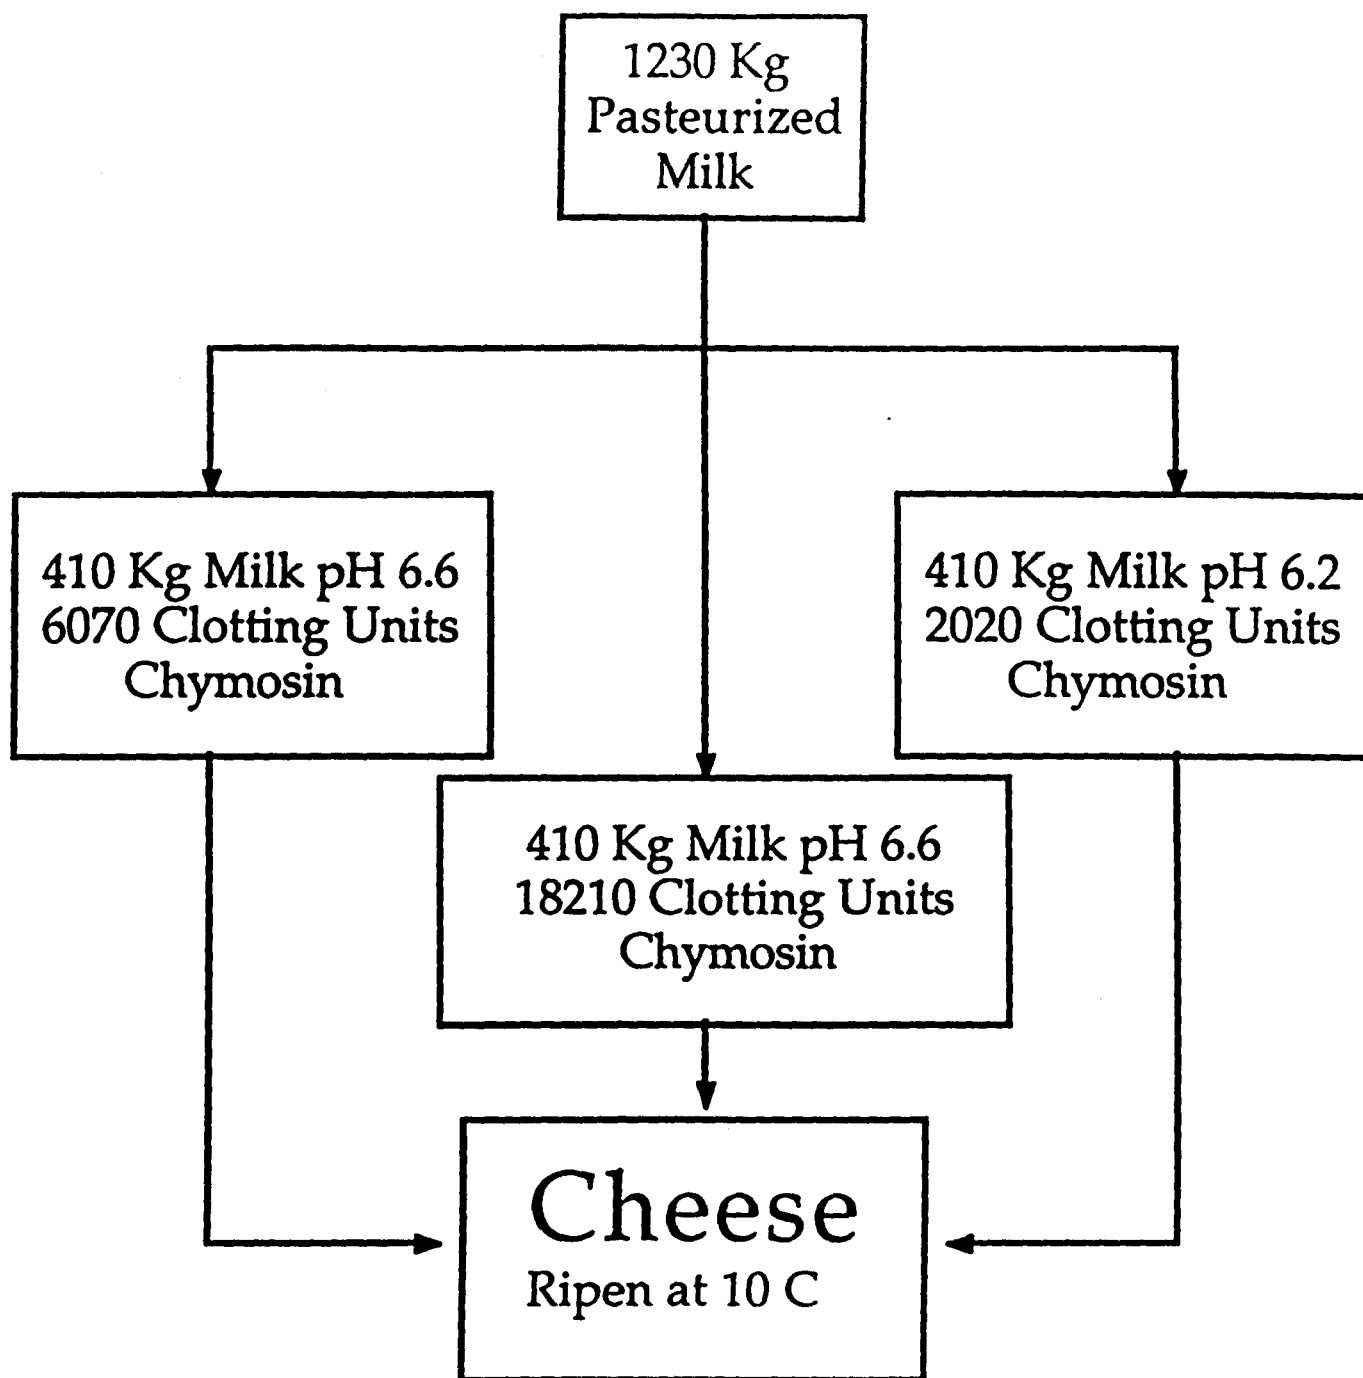 1230 Kg
Pasteurized
Milk
410 Kg Milk pH 6.6
6070 Clotting Units
Chymosin
410 Kg Milk pH 6.2
2020 Clotting Units
Chymosin
410 Kg Milk pH 6.6
18210 Clotting Units
Chymosin
Cheese
Ripen at 10 C